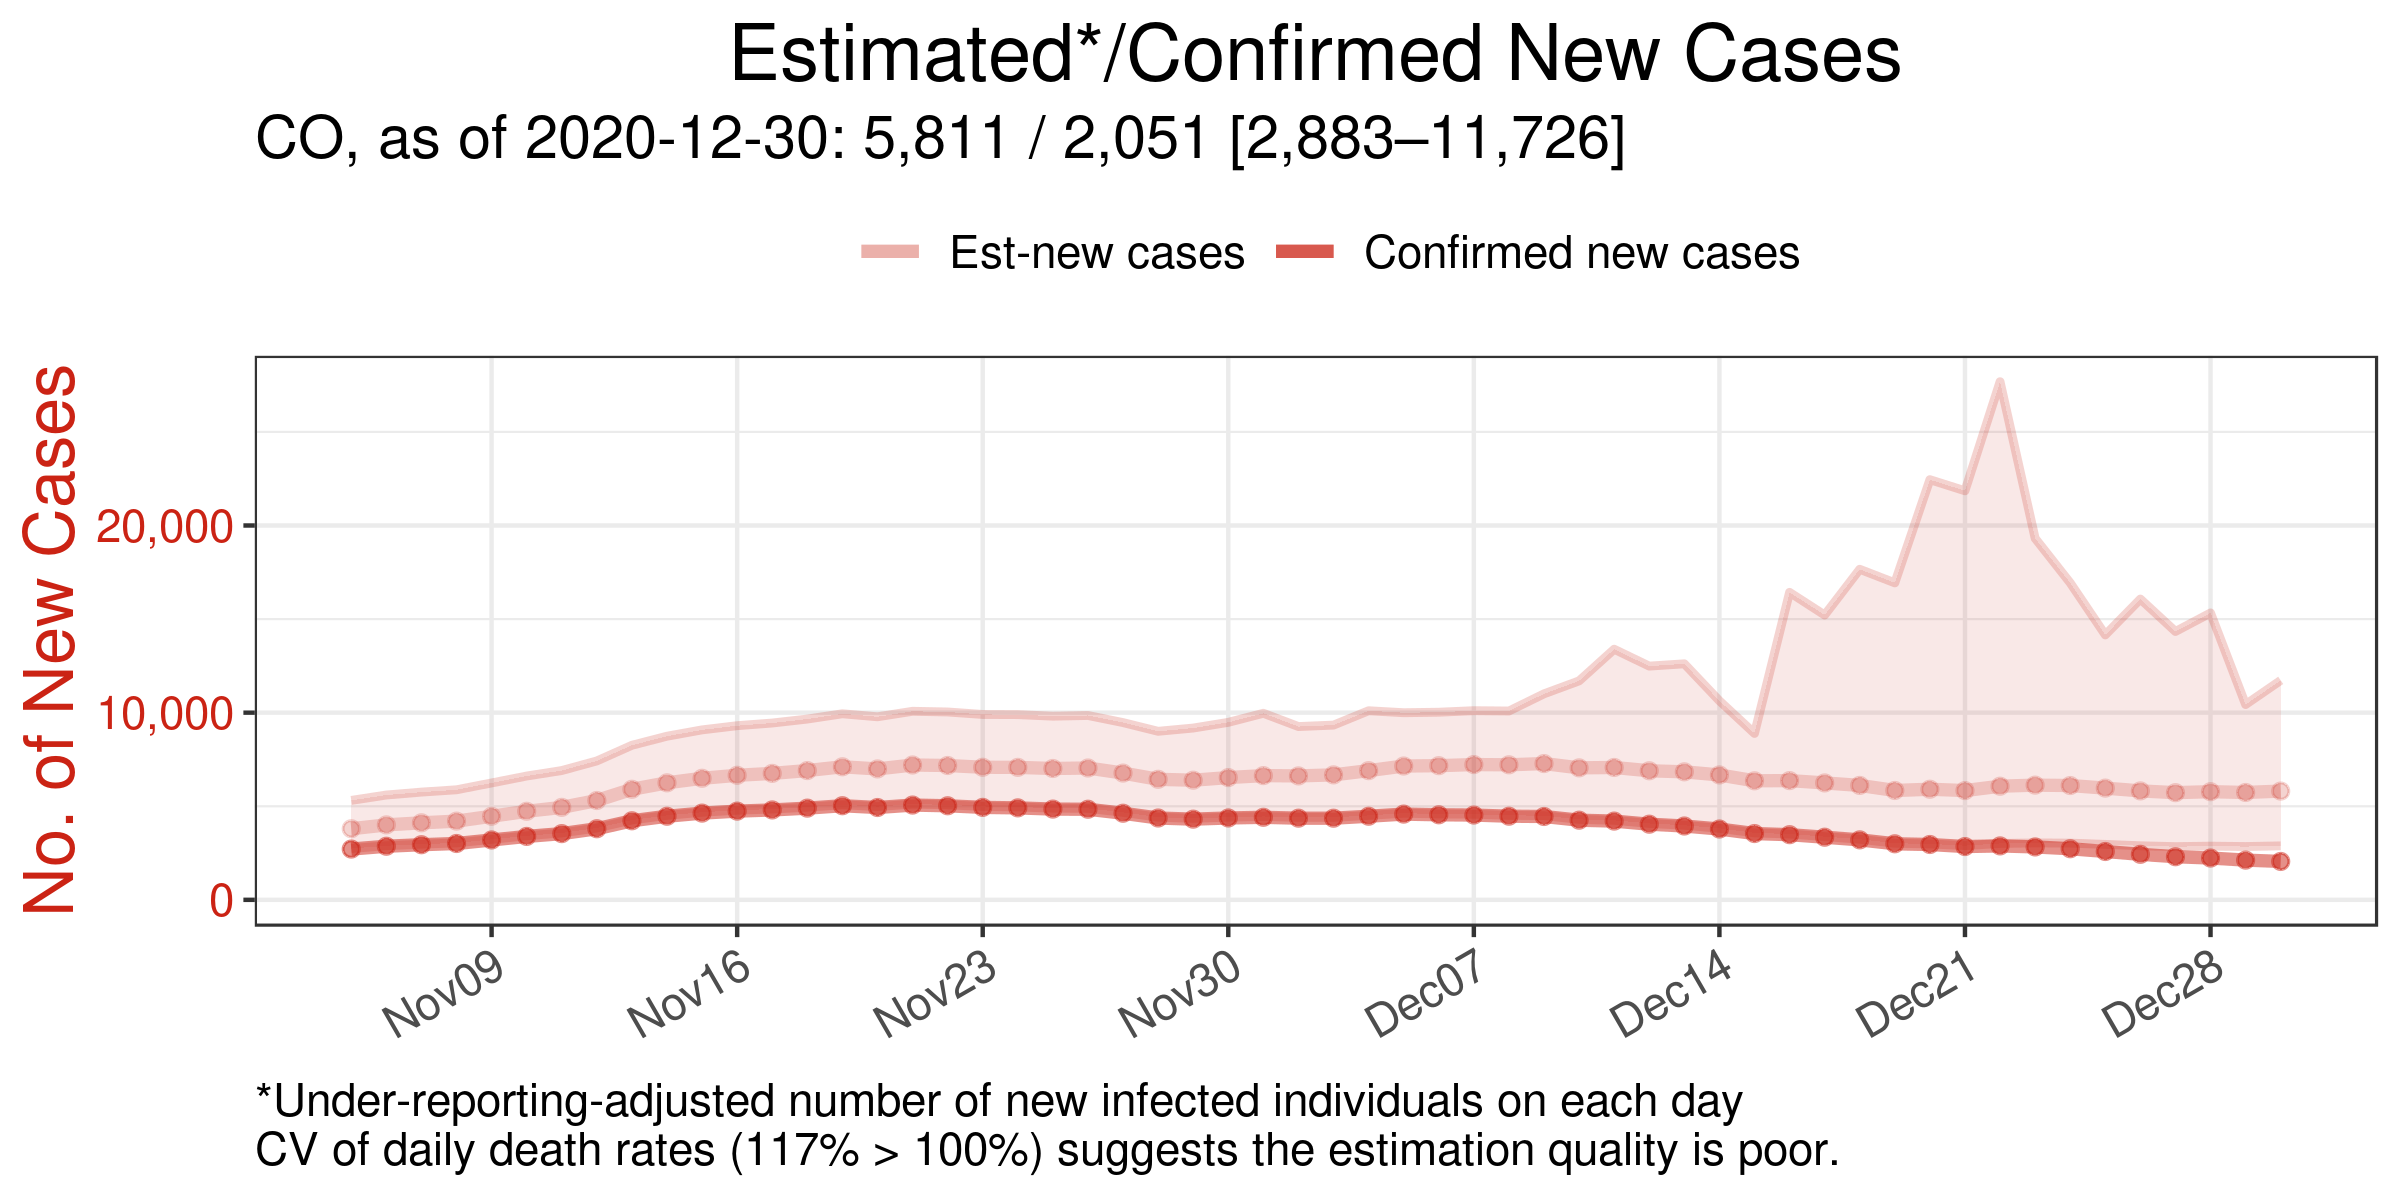 Estimated*/Confirmed New Cases
CO, as of 2020-12-30: 5,811 / 2,051 [2,883–11,726]
Est-new cases
Confirmed new cases
No. of New Cases
20,000
10,000
0
Nov09
Nov16
Nov23
Nov30
Dec07
Dec14
Dec21
Dec28
*Under-reporting-adjusted number of new infected individuals on each day
CV of daily death rates (117% > 100%) suggests the estimation quality is poor.